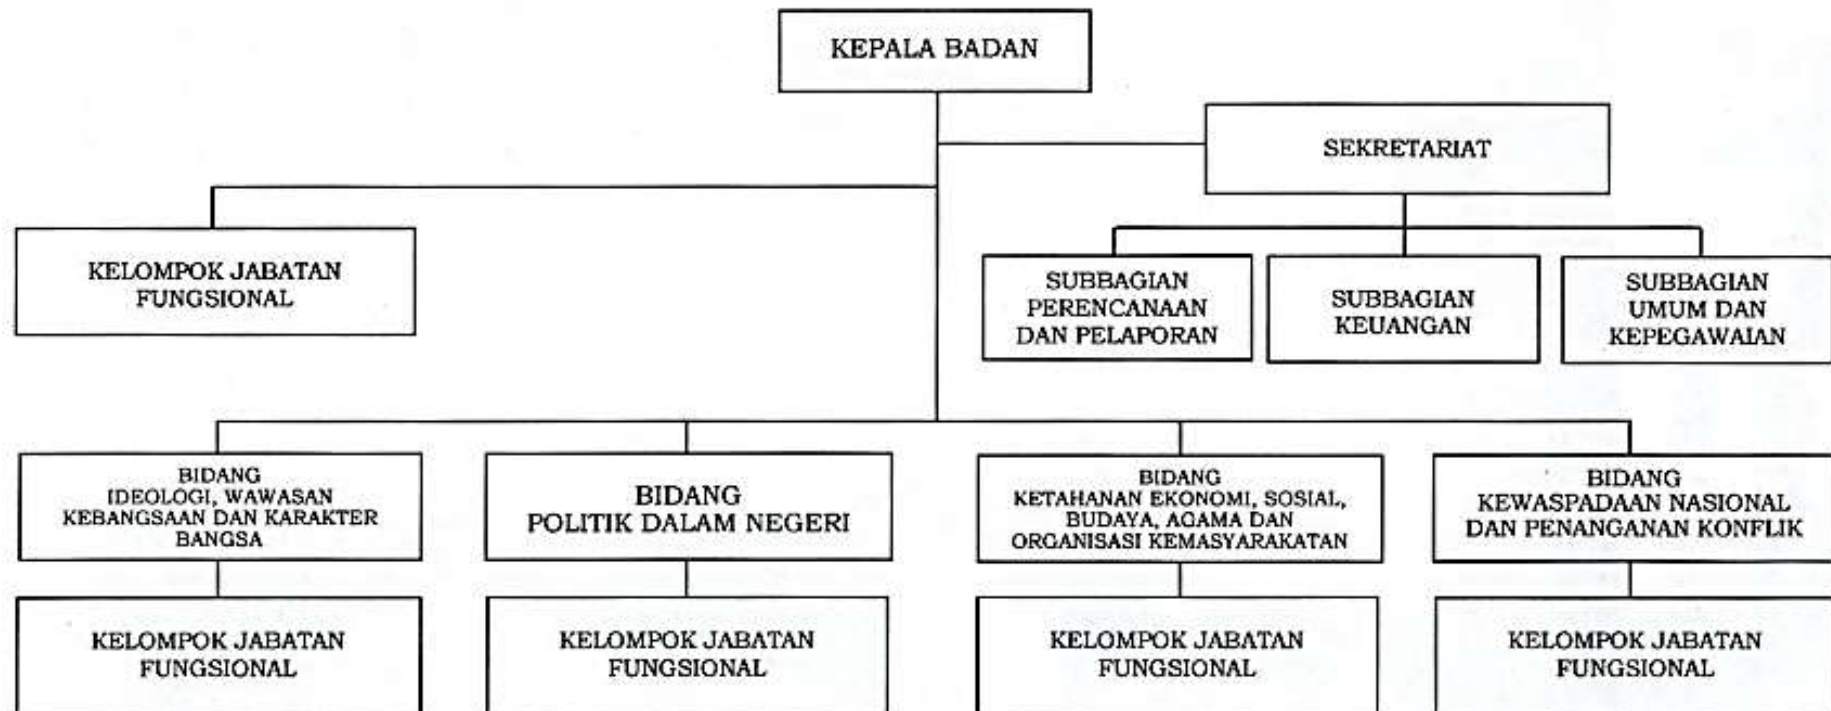 KEPALA BADAN
SEKRETARIAT
KELOMPOK JABATAN
FUNGSIONAL
SUBBAGIAN
PERENCANAAN
DAN PELAPORAN
SUBBAGIAN
KEUANGAN
SUBBAGIAN
UMUM DAN
KEPEGAWAIAN
BIDANG
IDEOLOGI, WAWASAN
KEBANGSAAN DAN KARAKTER
BANGSA
BIDANG
POLITIK DALAM NEGERI
BIDANG
KETAHANAN EKONOMI, SOSIAL,
BUDAYA, AGAMA DAN
ORGANISASI KEMASYARAKATAN
BIDANG
KEWASPADAAN NASIONAL
DAN PENANGANAN KONFLIK
KELOMPOK JABATAN
FUNGSIONAL
KELOMPOK JABATAN
FUNGSIONAL
KELOMPOK JABATAN
FUNGSIONAL
KELOMPOK JABATAN
FUNGSIONAL